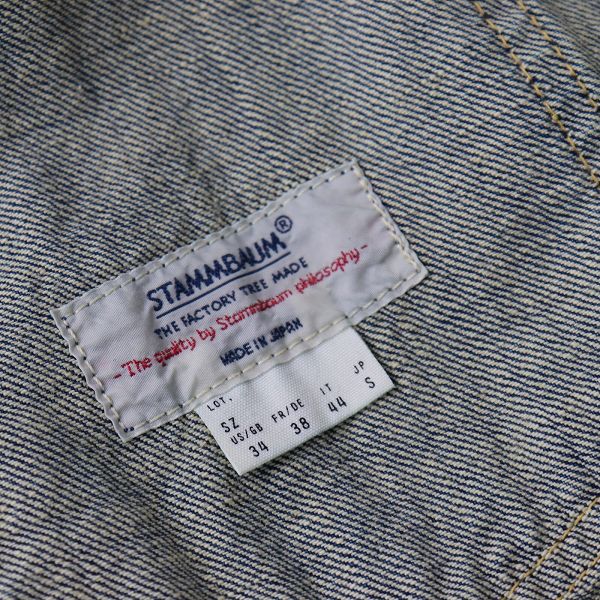 STAMMBAUM®
THE FACTORY TREE MADE
- The quality by Stammbaum philosophy -
MADE IN JAPAN
LOT.
SZ
US/GB FR/DE IT JP
34 38 44 S